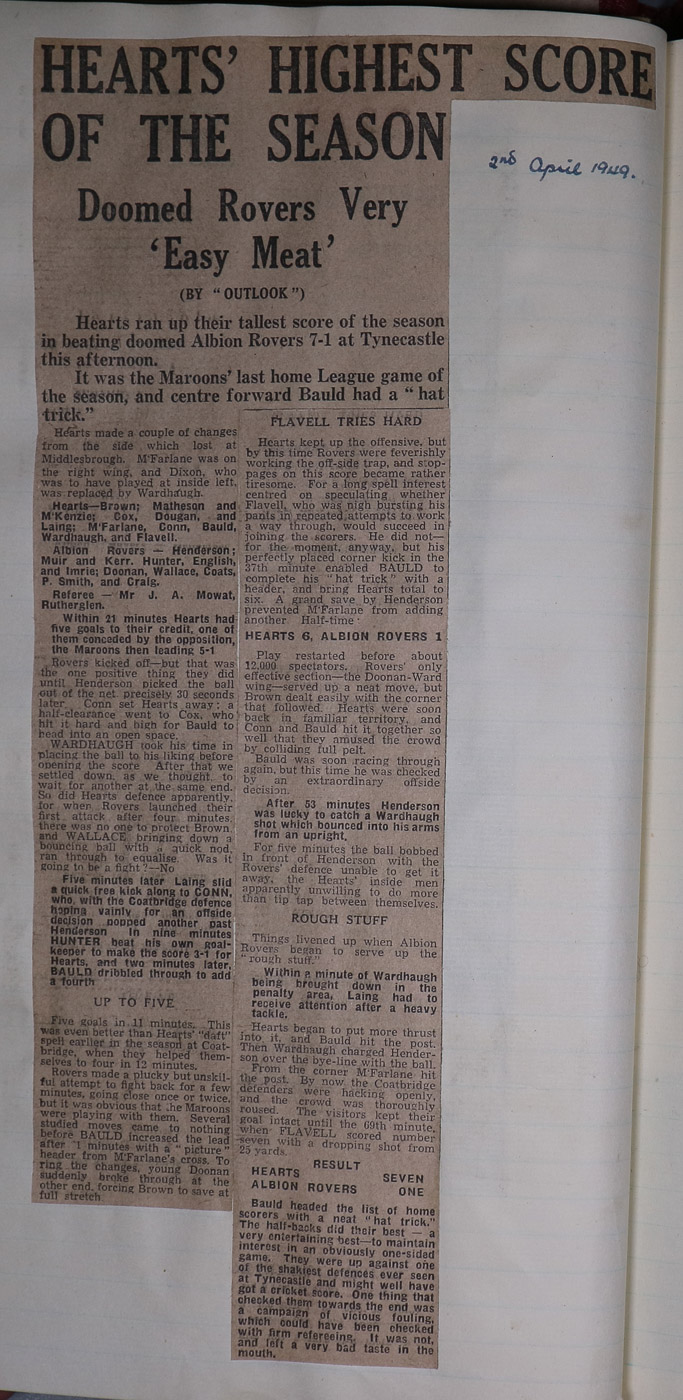 HEARTS' HIGHEST SCORE
OF THE SEASON
2nd April 1949.
Doomed Rovers Very
'Easy Meat'
(BY "OUTLOOK")
Hearts ran up their tallest score of the season
in beating doomed Albion Rovers 7-1 at Tynecastle
this afternoon.
It was the Maroons' last home League game of
the season, and centre forward Bauld had a "hat
trick."
Hearts made a couple of changes
from the side which lost at
Middlesbrough. M'Farlane was on
the right wing, and Dixon, who
was to have played at inside left,
was replaced by Wardhaugh.
Hearts—Brown; Matheson and
M'Kenzie; Cox, Dougan, and
Laing; M'Farlane, Conn, Bauld,
Wardhaugh, and Flavell.
Albion Rovers — Henderson;
Muir and Kerr. Hunter, English,
and Imrie; Doonan, Wallace, Coats,
P. Smith, and Craig.
Referee — Mr J. A. Mowat,
Rutherglen.
Within 21 minutes Hearts had
five goals to their credit, one of
them conceded by the opposition,
the Maroons then leading 5-1
Rovers kicked off—but that was
the one positive thing they did
until Henderson picked the ball
out of the net precisely 30 seconds
later. Conn set Hearts away; a
half-clearance went to Cox, who
hit it hard and high for Bauld to
head into an open space.
WARDHAUGH took his time in
placing the ball to his liking before
opening the score After that we
settled down, as we thought, to
wait for another at the same end.
So did Hearts defence apparently,
for when Rovers launched their
first attack after four minutes,
there was no one to protect Brown,
and WALLACE bringing down a
bouncing ball with a quick nod,
ran through to equalise. Was it
going to be a fight?—No
Five minutes later Laing slid
a quick free kick along to CONN,
who, with the Coatbridge defence
hoping vainly for an offside
decision popped another past
Henderson In nine minutes
HUNTER beat his own goal-
keeper to make the score 3-1 for
Hearts, and two minutes later,
BAULD dribbled through to add
a fourth
UP TO FIVE
Five goals in 11 minutes. This
was even better than Hearts' "daft"
spell earlier in the season at Coat-
bridge, when they helped them-
selves to four in 12 minutes.
Rovers made a plucky but unskil-
ful attempt to fight back for a few
minutes, going close once or twice,
but it was obvious that the Maroons
were playing with them. Several
studied moves came to nothing
before BAULD increased the lead
after minutes with a "picture"
header from M'Farlane's cross. To
ring the changes, young Doonan
suddenly broke through at the
other end, forcing Brown to save at
full stretch
FLAVELL TRIES HARD
Hearts kept up the offensive, but
by this time Rovers were feverishly
working the off-side trap, and stop-
pages on this score became rather
tiresome. For a long spell interest
centred on speculating whether
Flavell, who was nigh bursting his
pants in repeated attempts to work
a way through, would succeed in
joining the scorers. He did not—
for the moment, anyway, but his
perfectly placed corner kick in the
37th minute enabled BAULD to
complete his "hat trick" with a
header, and bring Hearts total to
six. A grand save by Henderson
prevented M'Farlane from adding
another. Half-time:
HEARTS 6, ALBION ROVERS 1
Play restarted before about
12,000 spectators. Rovers' only
effective section—the Doonan-Ward
wing—served up a neat move, but
Brown dealt easily with the corner
that followed. Hearts were soon
back in familiar territory, and
Conn and Bauld hit it together so
well that they amused the crowd
by colliding full pelt.
Bauld was soon racing through
again, but this time he was checked
by an extraordinary offside
decision.
After 53 minutes Henderson
was lucky to catch a Wardhaugh
shot which bounced into his arms
from an upright.
For five minutes the ball bobbed
in front of Henderson with the
Rovers' defence unable to get it
away, the Hearts' inside men
apparently unwilling to do more
than tip tap between themselves.
ROUGH STUFF
Things livened up when Albion
Rovers began to serve up the
"rough stuff."
Within a minute of Wardhaugh
being brought down in the
penalty area, Laing had to
receive attention after a heavy
tackle.
Hearts began to put more thrust
into it, and Bauld hit the post.
Then Wardhaugh charged Hender-
son over the bye-line with the ball.
From the corner M'Farlane hit
the post. By now the Coatbridge
defenders were hacking openly,
and the crowd was thoroughly
roused. The visitors kept their
goal intact until the 69th minute,
when FLAVELL scored number
seven with a dropping shot from
25 yards.
RESULT
HEARTS SEVEN
ALBION ROVERS ONE
Bauld headed the list of home
scorers with a neat "hat trick."
The half-backs did their best — a
very entertaining best—to maintain
interest in an obviously one-sided
game. They were up against one
of the shakiest defences ever seen
at Tynecastle and might well have
got a cricket score. One thing that
checked them towards the end was
a campaign of vicious fouling,
which could have been checked
with firm refereeing. It was not,
and left a very bad taste in the
mouth.